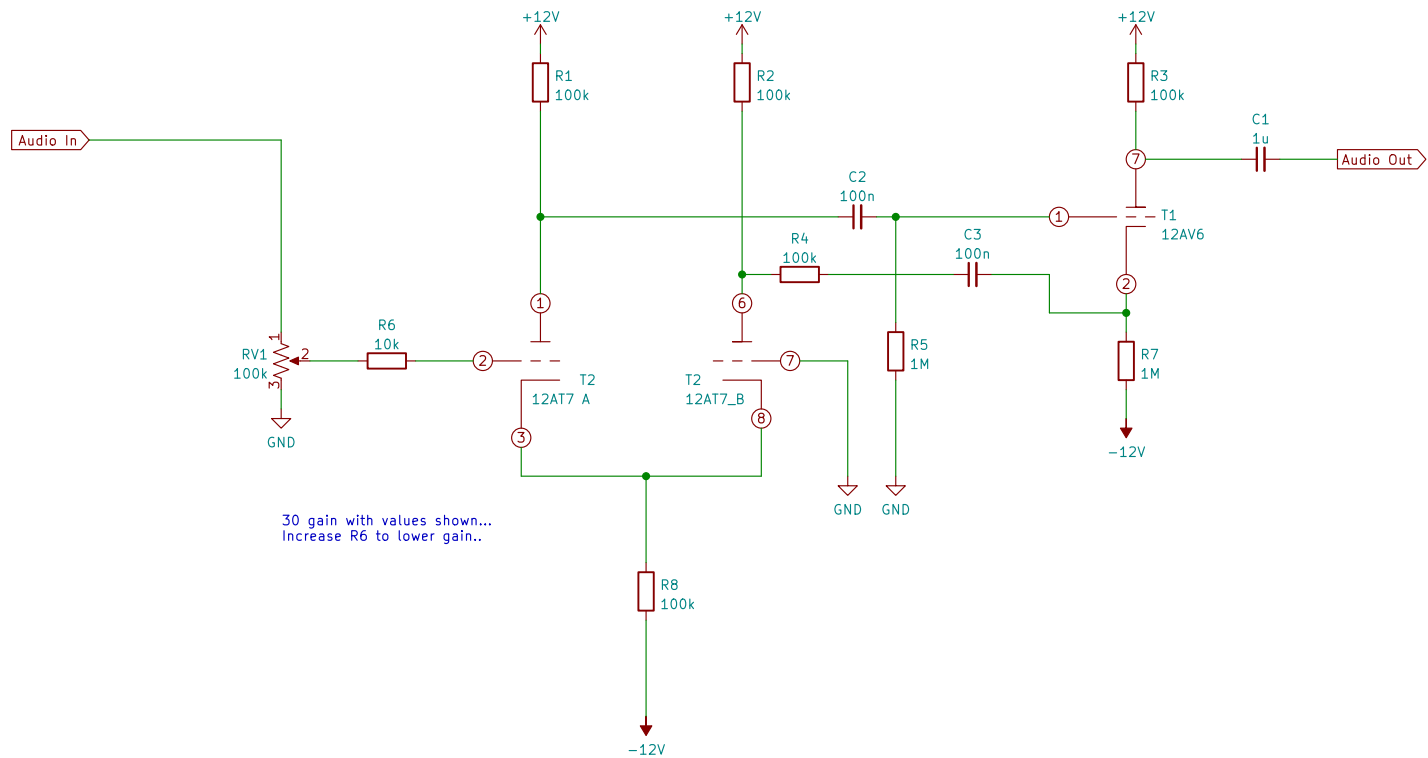 +12V
+12V
+12V
R1
100k
R2
100k
R3
100k
C1
1u
Audio In
Audio Out
7
C2
100n
1
T1
12AV6
R4
100k
C3
100n
2
1
6
R6
10k
1
RV1
100k
2
3
2
7
R5
1M
R7
1M
T2
12AT7 A
T2
12AT7_B
8
3
GND
-12V
GND
GND
30 gain with values shown...
Increase R6 to lower gain..
R8
100k
-12V